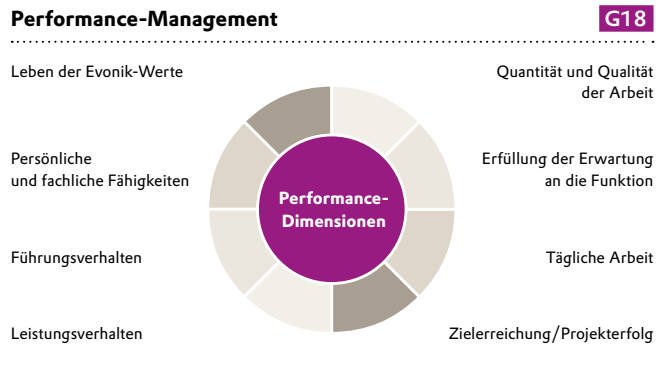 Performance-Management
G18
Leben der Evonik-Werte
Quantität und Qualität
der Arbeit
Persönliche
und fachliche Fähigkeiten
Erfüllung der Erwartung
an die Funktion
Performance-
Dimensionen
Führungsverhalten
Tägliche Arbeit
Leistungsverhalten
Zielerreichung/Projekterfolg